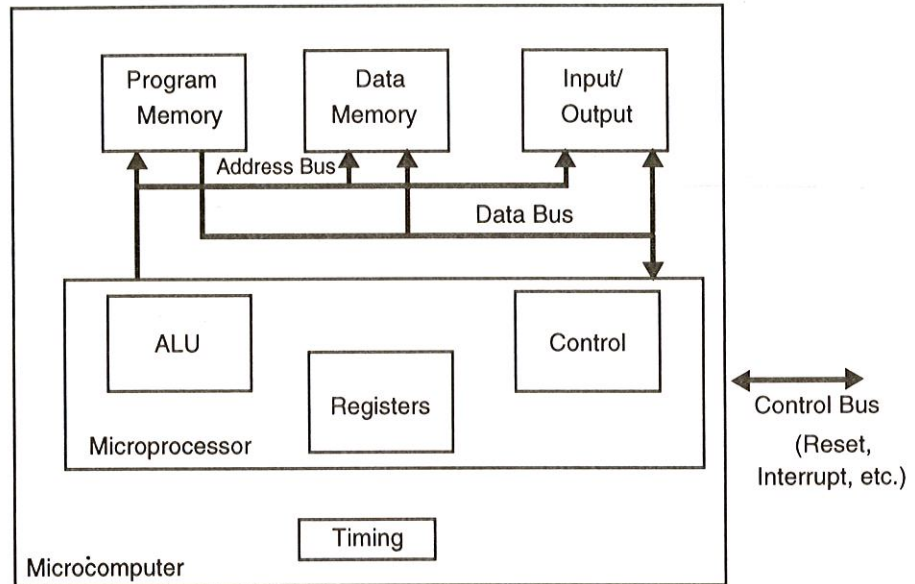 Program
Memory
Data
Memory
Input/
Output
Address Bus
Data Bus
ALU
Control
Registers
Microprocessor
Control Bus
(Reset,
Interrupt, etc.)
Timing
Microcomputer